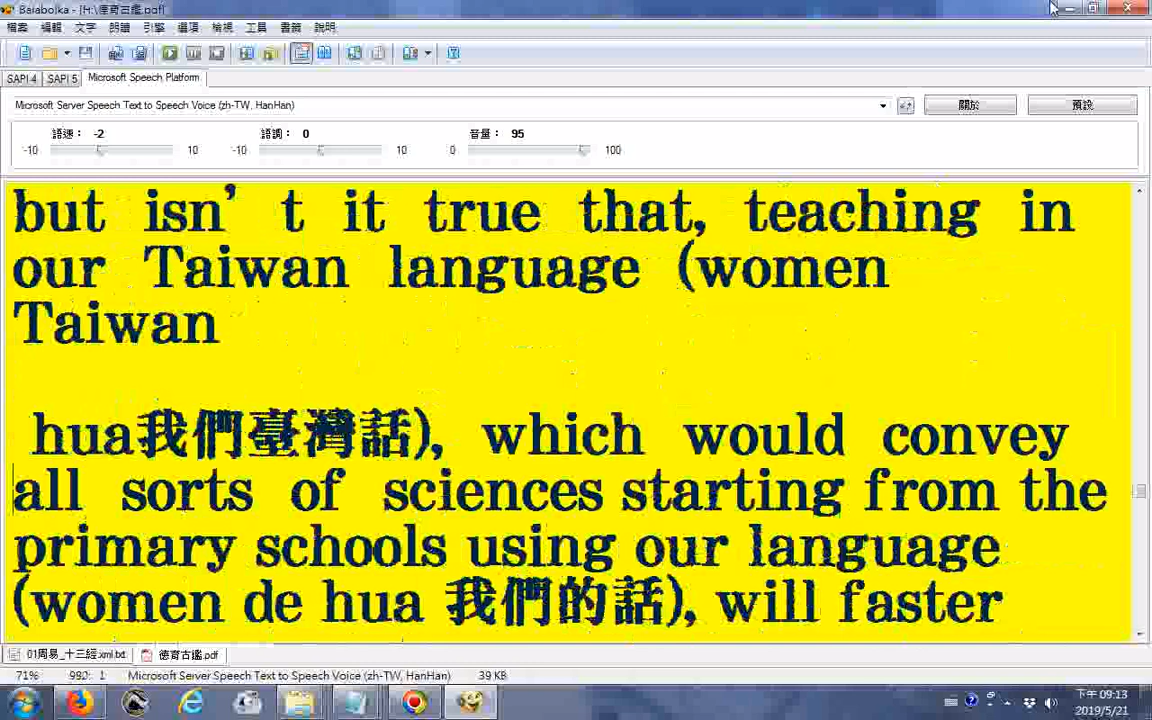 Balabolka - [H:\德育古鑑.pdf]
檔案 編輯 文字 朗讀 引擎 選項 檢視 工具 書籤 說明
SAPI 4 SAPI 5 Microsoft Speech Platform
Microsoft Server Speech Text to Speech Voice (zh-TW, HanHan) 關於 預設
語速： -2 語調： 0 音量： 95
-10 10 -10 10 0 100
but isn’t it true that, teaching in
our Taiwan language (women
Taiwan
hua我們臺灣話), which would convey
all sorts of sciences starting from the
primary schools using our language
(women de hua 我們的話), will faster
01周易_十三經.xml.txt 德育古鑑.pdf
71% 980: 1 Microsoft Server Speech Text to Speech Voice (zh-TW, HanHan) 39 KB
下午 09:13
2019/5/21